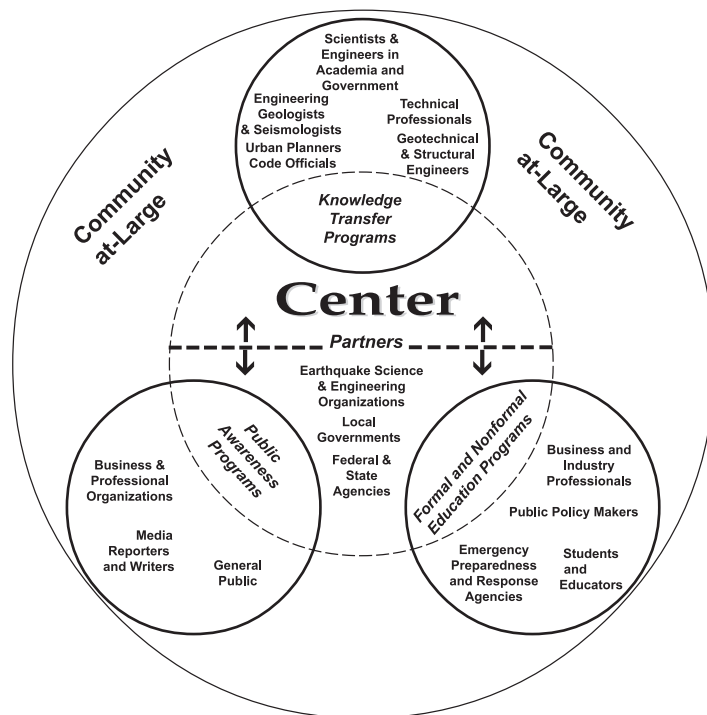 Scientists &
Engineers in
Academia and
Government
Engineering
Geologists
& Seismologists
Urban Planners
Code Officials
Technical
Professionals
Geotechnical
& Structural
Engineers
Knowledge
Transfer
Programs
Community
at-Large
Community
at-Large
Center
Partners
Earthquake Science
& Engineering
Organizations
Local
Governments
Federal &
State
Agencies
Public
Awareness
Programs
Business &
Professional
Organizations
Media
Reporters
and Writers
General
Public
Formal and Nonformal
Education Programs
Business and
Industry
Professionals
Public Policy Makers
Emergency
Preparedness
and Response
Agencies
Students
and
Educators